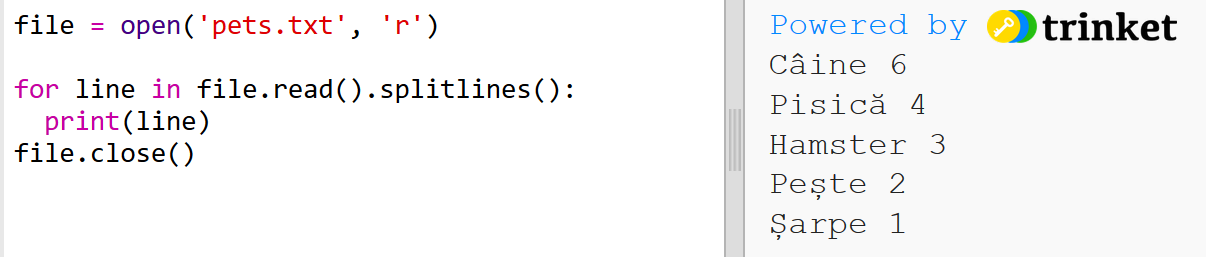 file = open('pets.txt', 'r')

for line in file.read().splitlines():
  print(line)
file.close()
Powered by trinket
Câine 6
Pisică 4
Hamster 3
Pește 2
Șarpe 1